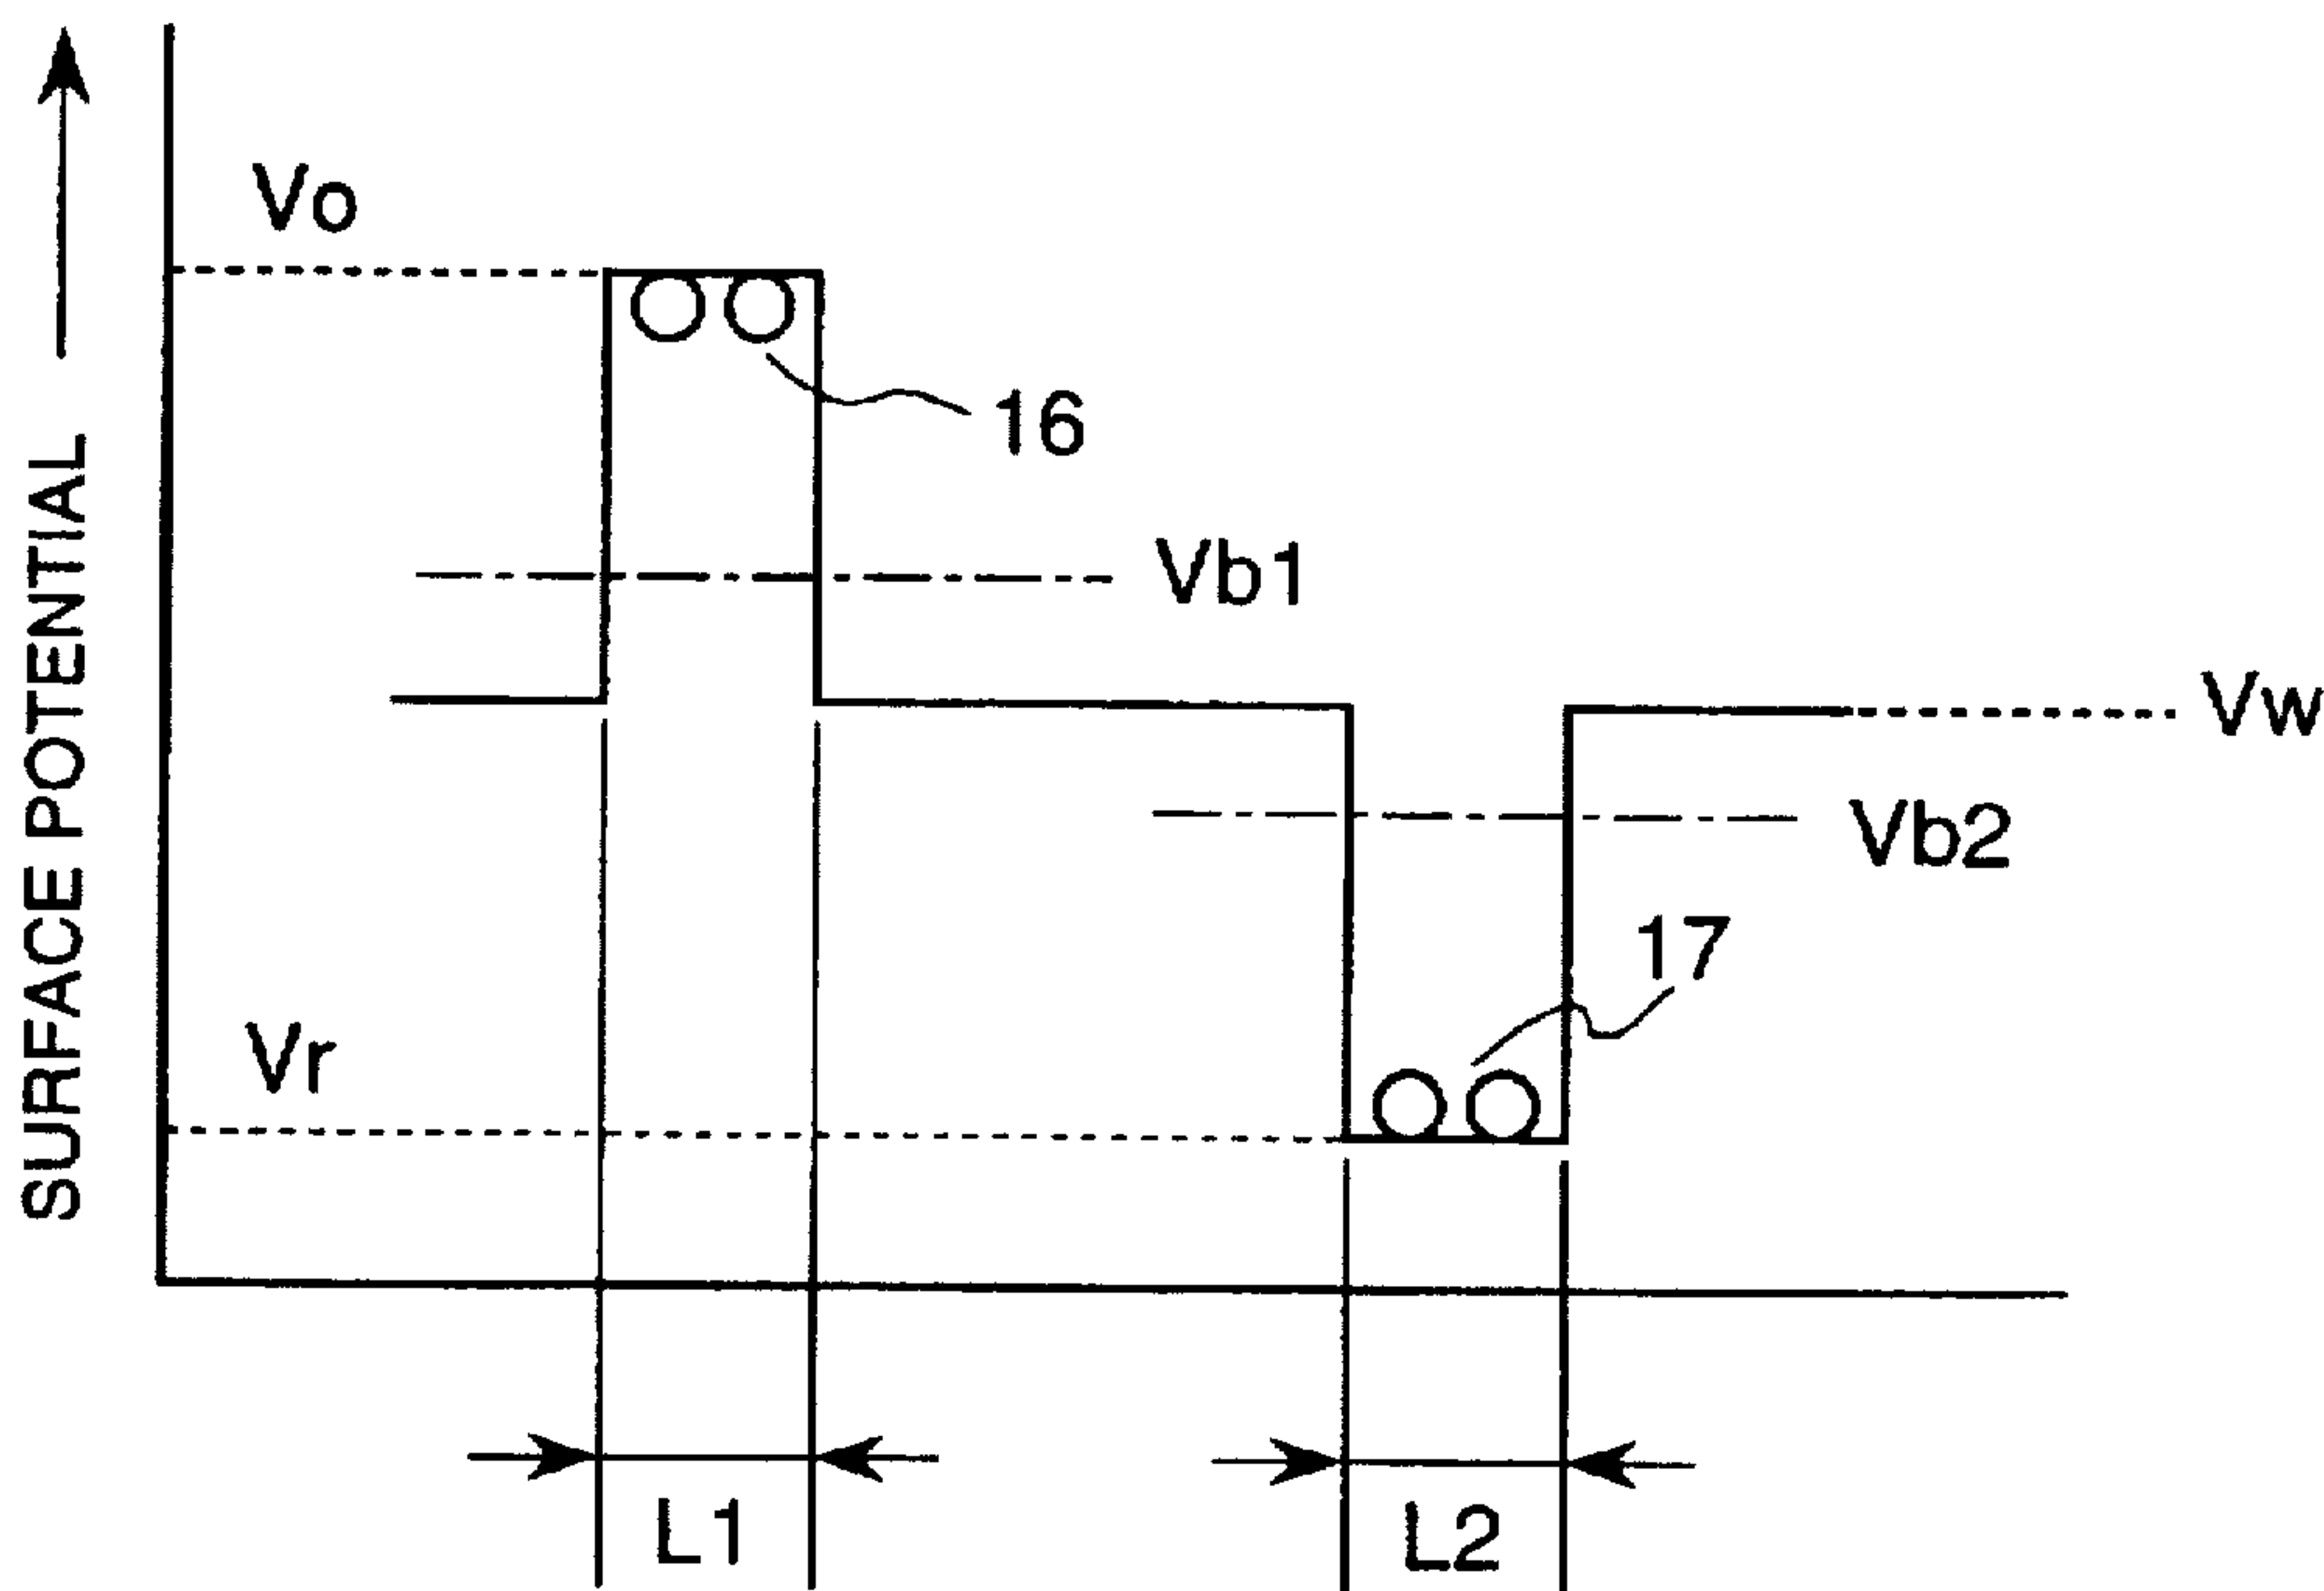 SURFACE POTENTIAL
Vo
16
Vb1
Vw
Vb2
17
Vr
L1
L2